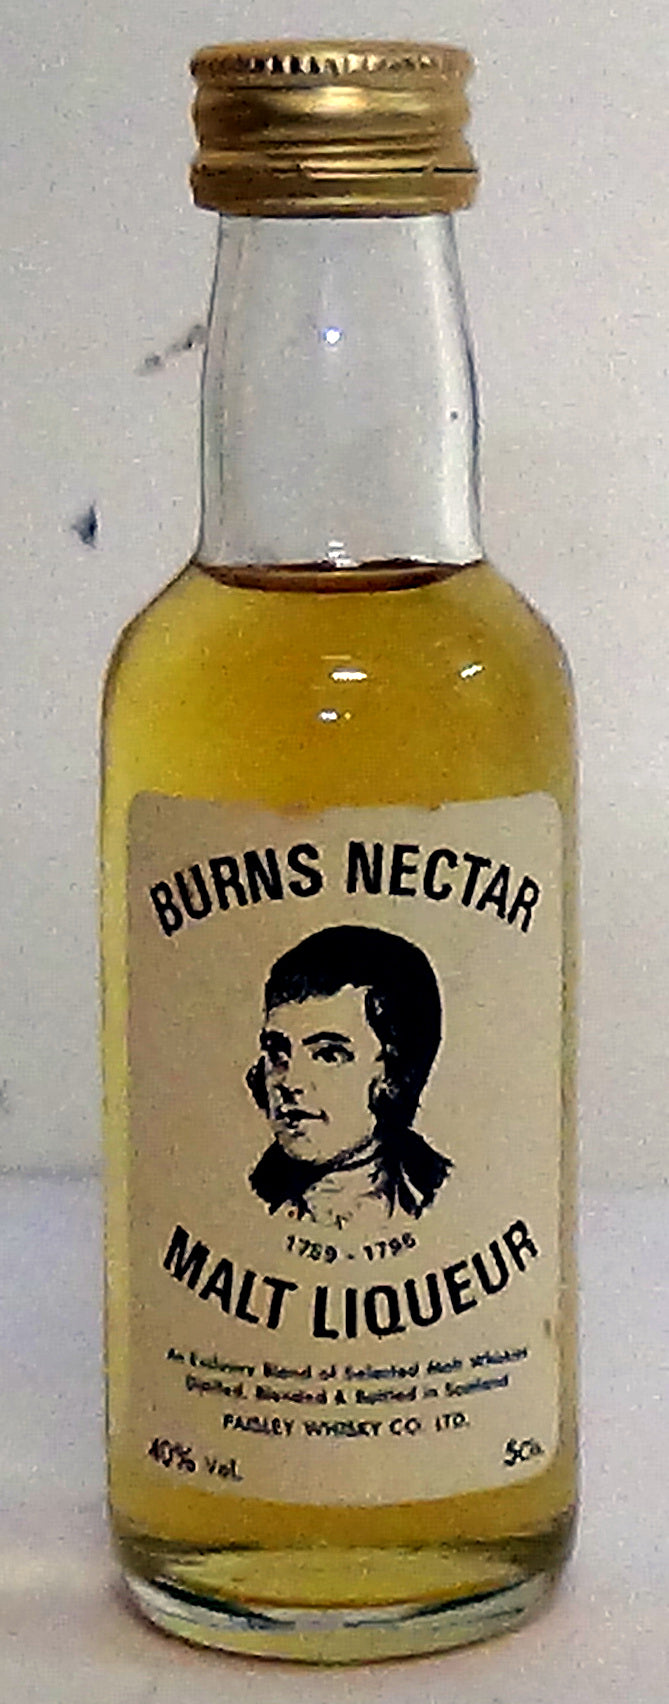 BURNS NECTAR
1789 - 1796
MALT LIQUEUR
An Exclusive Blend of Selected Malt Whiskies
Distilled, Blended & Bottled in Scotland
PAISLEY WHISKY CO. LTD.
40% Vol. 5cl.